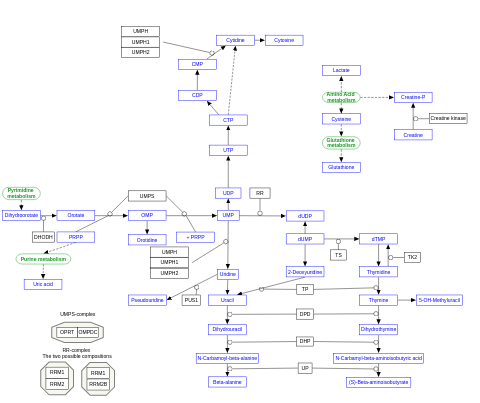 UMPH
UMPH1
UMPH2
Cytidine
Cytosine
CMP
CDP
CTP
UTP
Lactate
Amino Acid
metabolism
Creatine-P
Cysteine
Creatine kinase
Creatine
Glutathione
metabolism
Glutathione
Pyrimidine
metabolism
UMPS
UDP
RR
Dihydroorotate
Orotate
OMP
UMP
dUDP
DHODH
PRPP
Orotidine
+ PRPP
dUMP
dTMP
UMPH
UMPH1
UMPH2
TS
TK2
Purine metabolism
Uridine
2-Deoxyuridine
Thymidine
Uric acid
TP
Pseudouridine
PUS1
Uracil
Thymine
5-OH-Methyluracil
UMPS-complex
DPD
OPRT
OMPDC
Dihydrouracil
Dihydrothymine
DHP
RR-complex
The two possible compositions
N-Carbamoyl-beta-alanine
N-Carbamyl-beta-aminoisobutyric acid
UP
RRM1
RRM2
RRM1
RRM2B
Beta-alanine
(S)-Beta-aminoisobutyrate